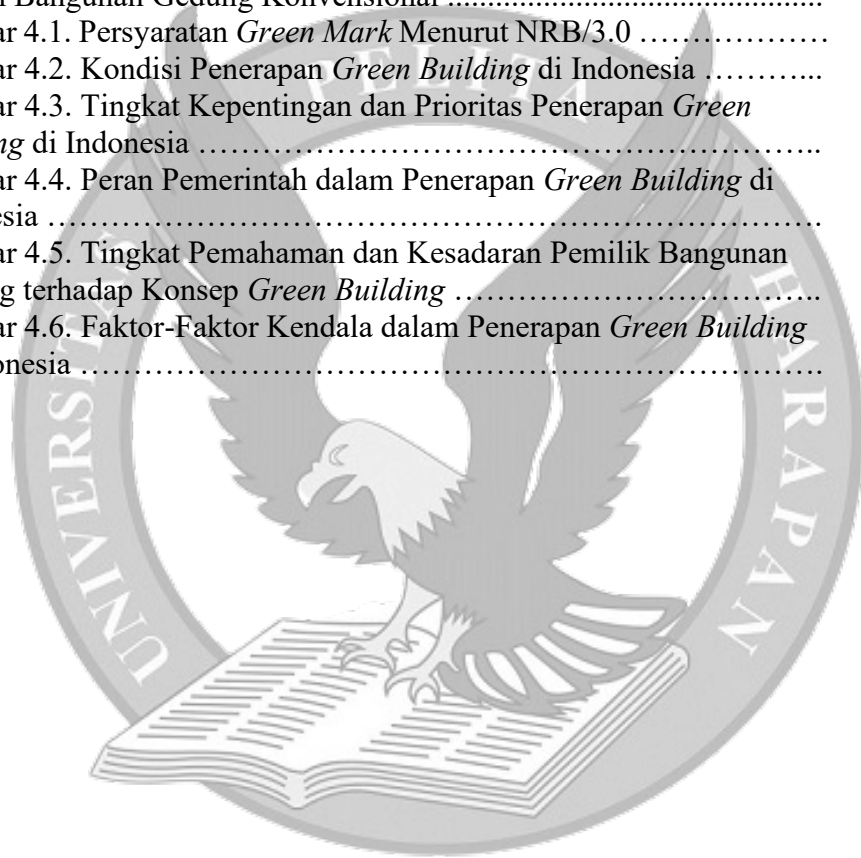 Bangunan Gedung Konvensional ...............................................
ar 4.1. Persyaratan Green Mark Menurut NRB/3.0 ………………
ar 4.2. Kondisi Penerapan Green Building di Indonesia ………...
ar 4.3. Tingkat Kepentingan dan Prioritas Penerapan Green
ng di Indonesia …………………………………………………………..
ar 4.4. Peran Pemerintah dalam Penerapan Green Building di
esia …………………………………………………………………….
ar 4.5. Tingkat Pemahaman dan Kesadaran Pemilik Bangunan
g terhadap Konsep Green Building ………………………………..
ar 4.6. Faktor-Faktor Kendala dalam Penerapan Green Building
onesia ………………………………………………………………….
UNIVERSITAS PELITA HARAPAN